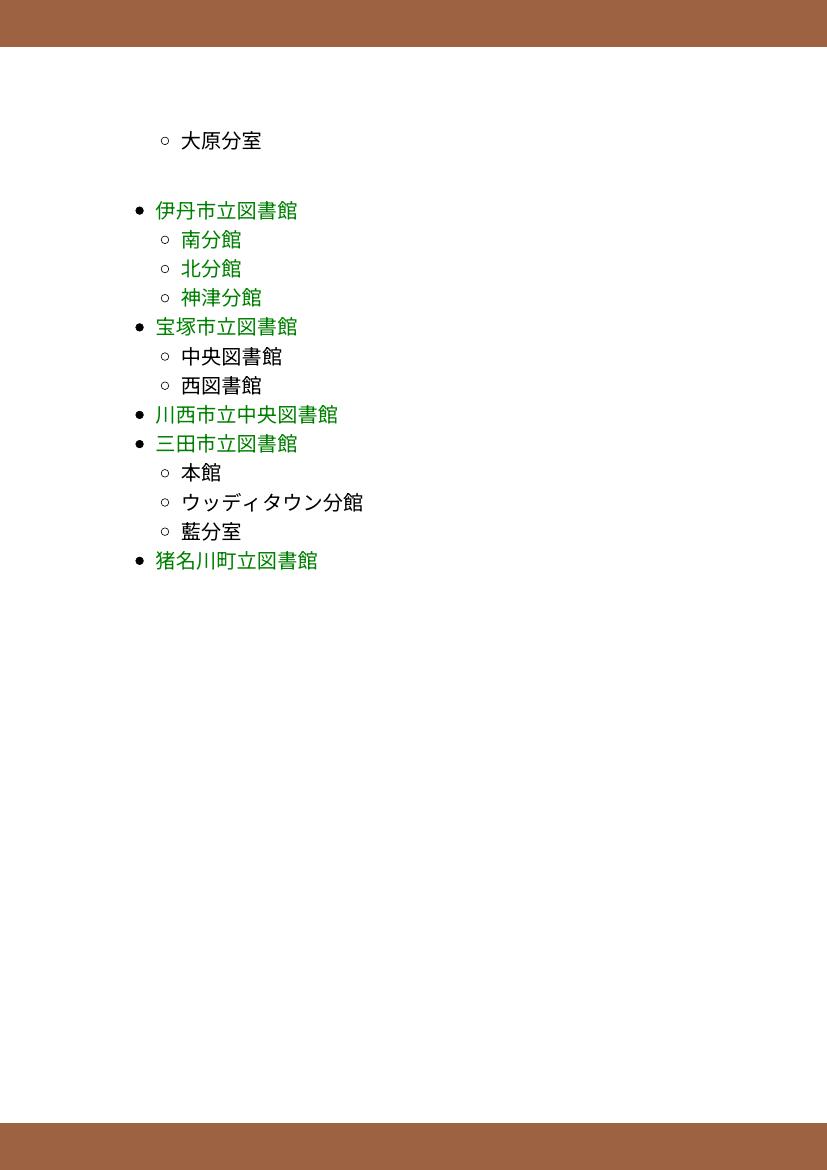 大原分室
伊丹市立図書館
南分館
北分館
神津分館
宝塚市立図書館
中央図書館
西図書館
川西市立中央図書館
三田市立図書館
本館
ウッディタウン分館
藍分室
猪名川町立図書館